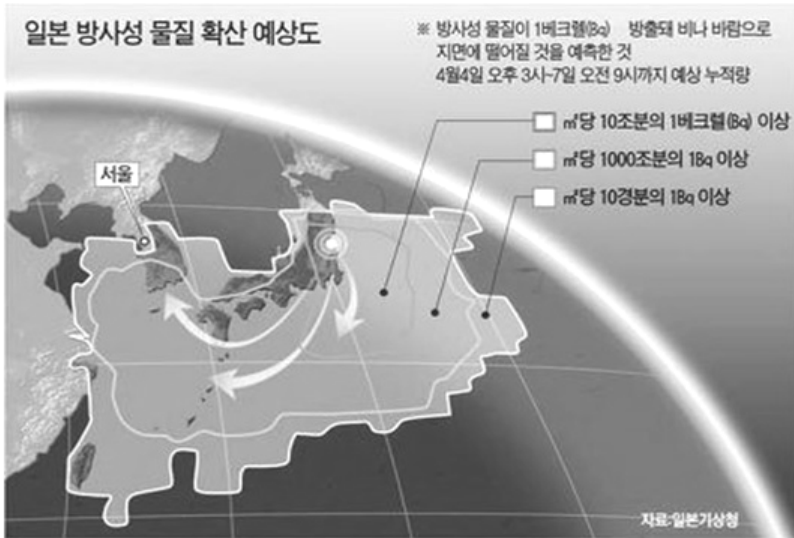 일본 방사성 물질 확산 예상도
※ 방사성 물질이 1베크렐(Bq) 방출돼 비나 바람으로
지면에 떨어질 것을 예측한 것
4월4일 오후 3시~7일 오전 9시까지 예상 누적량
㎡당 10조분의 1베크렐(Bq) 이상
㎡당 1000조분의 1Bq 이상
㎡당 10경분의 1Bq 이상
서울
자료:일본기상청